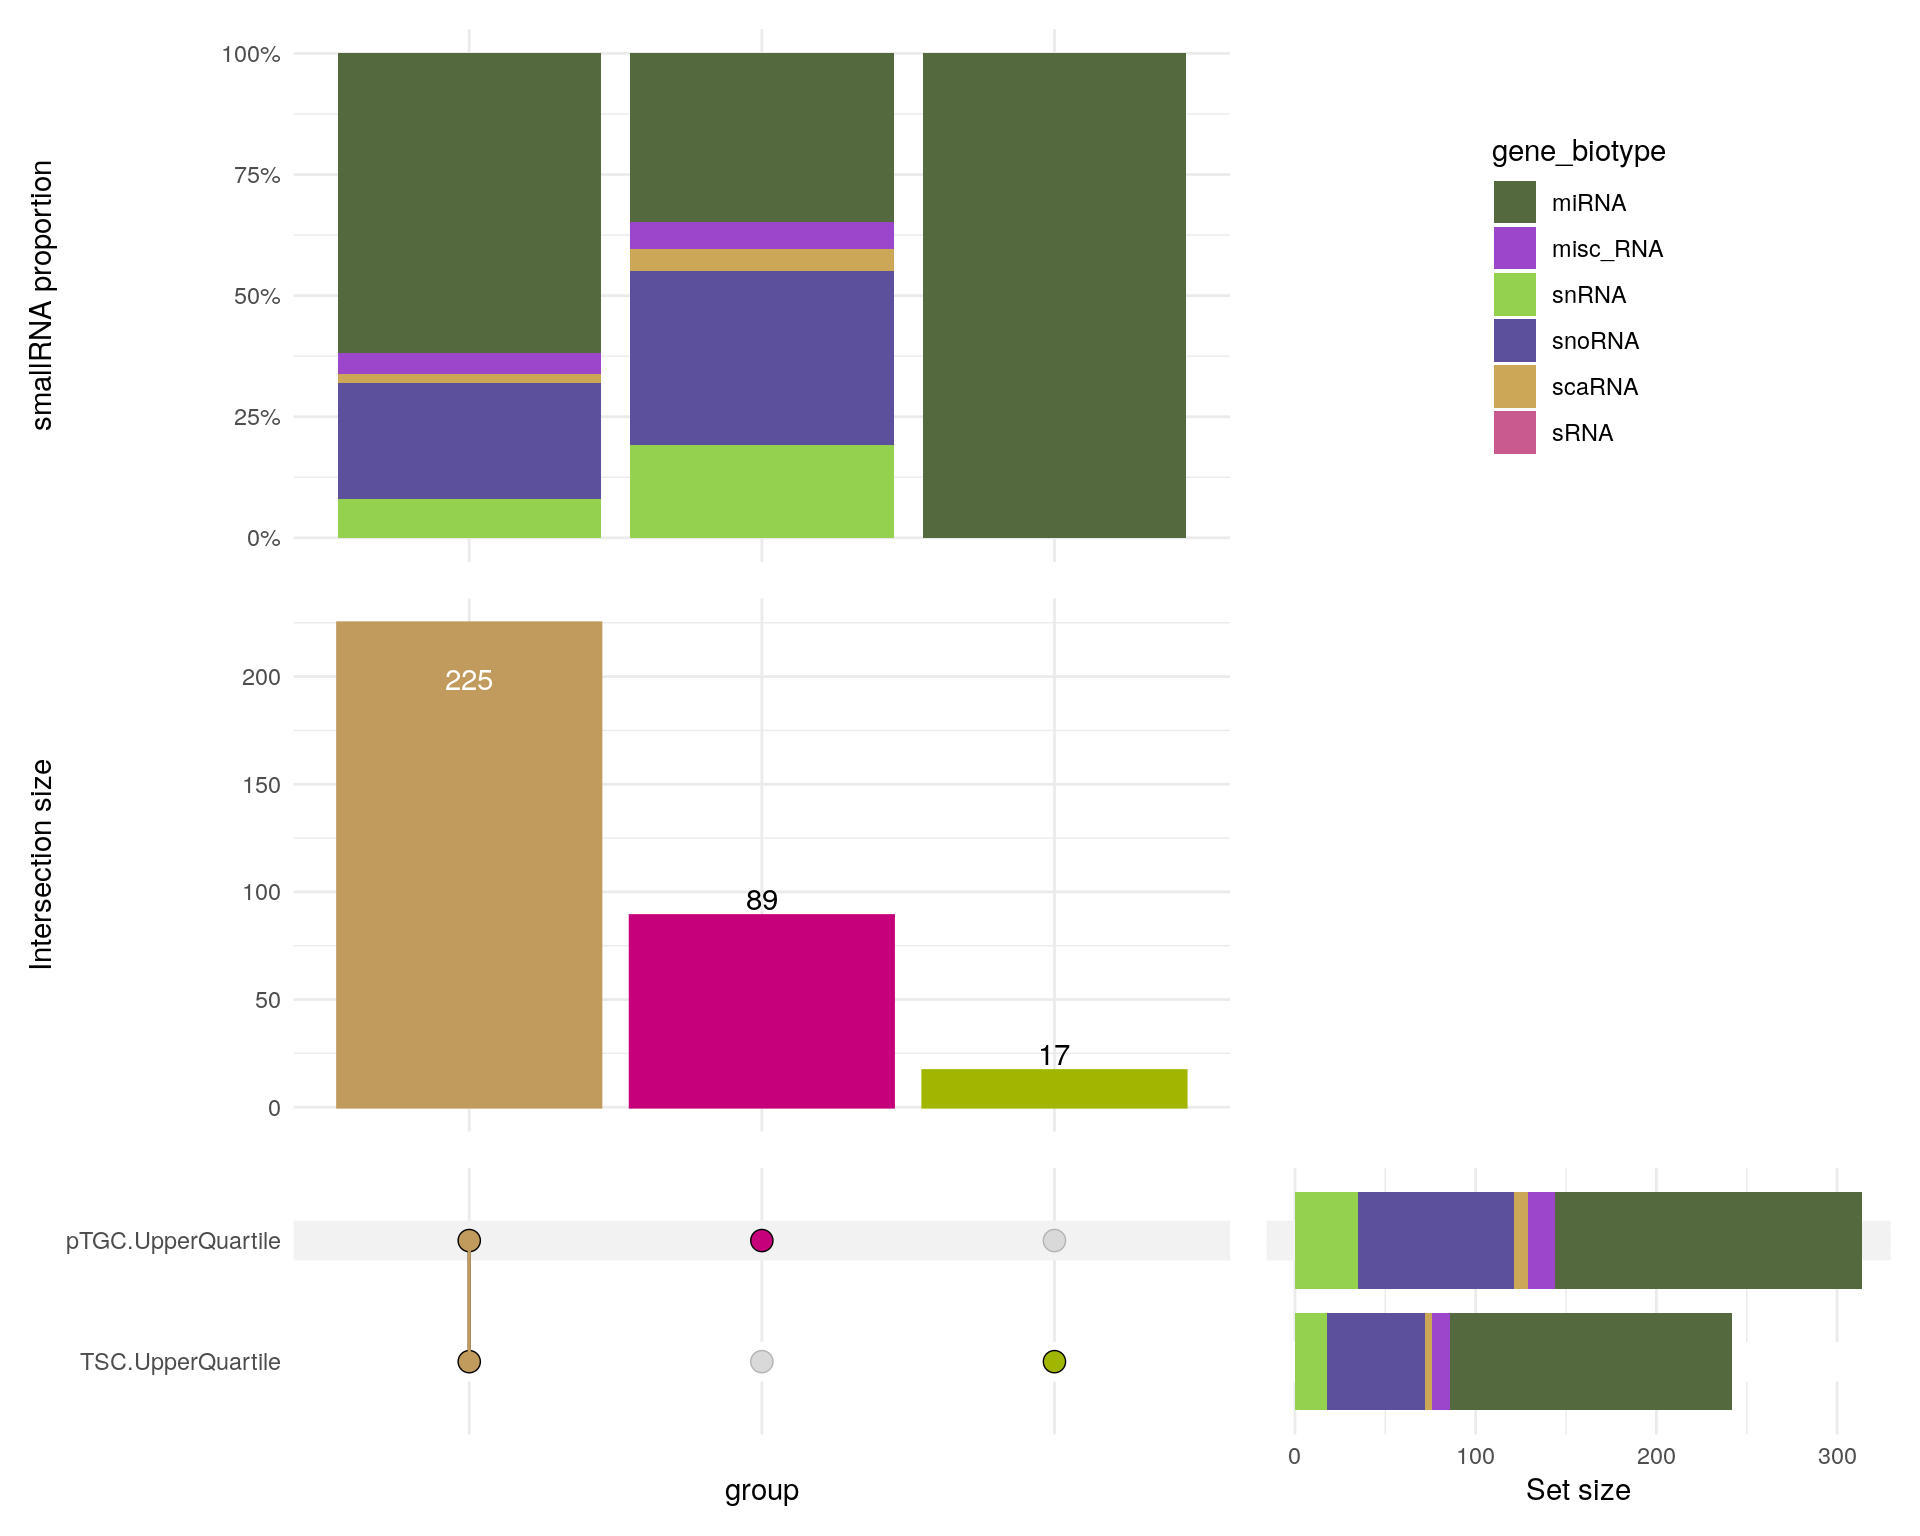 100%
75%
50%
25%
0%
smallRNA proportion
gene_biotype
miRNA
misc_RNA
snRNA
snoRNA
scaRNA
sRNA
225
89
17
200
150
100
50
0
Intersection size
pTGC.UpperQuartile
TSC.UpperQuartile
group
0 100 200 300
Set size